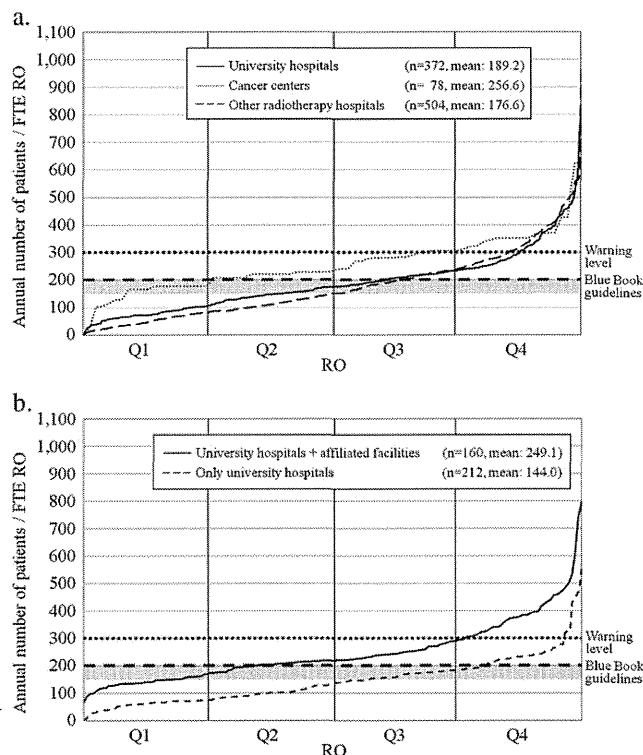 a.
1,100
1,000
900
800
700
600
500
400
300
200
100
0
Annual number of patients / FTE RO
University hospitals (n=372, mean: 189.2)
Cancer centers (n= 78, mean: 256.6)
Other radiotherapy hospitals (n=504, mean: 176.6)
Warning
level
Blue Book
guidelines
Q1 Q2 Q3 Q4
RO
b.
1,100
1,000
900
800
700
600
500
400
300
200
100
0
Annual number of patients / FTE RO
University hospitals + affiliated facilities (n=160, mean: 249.1)
Only university hospitals (n=212, mean: 144.0)
Warning
level
Blue Book
guidelines
Q1 Q2 Q3 Q4
RO